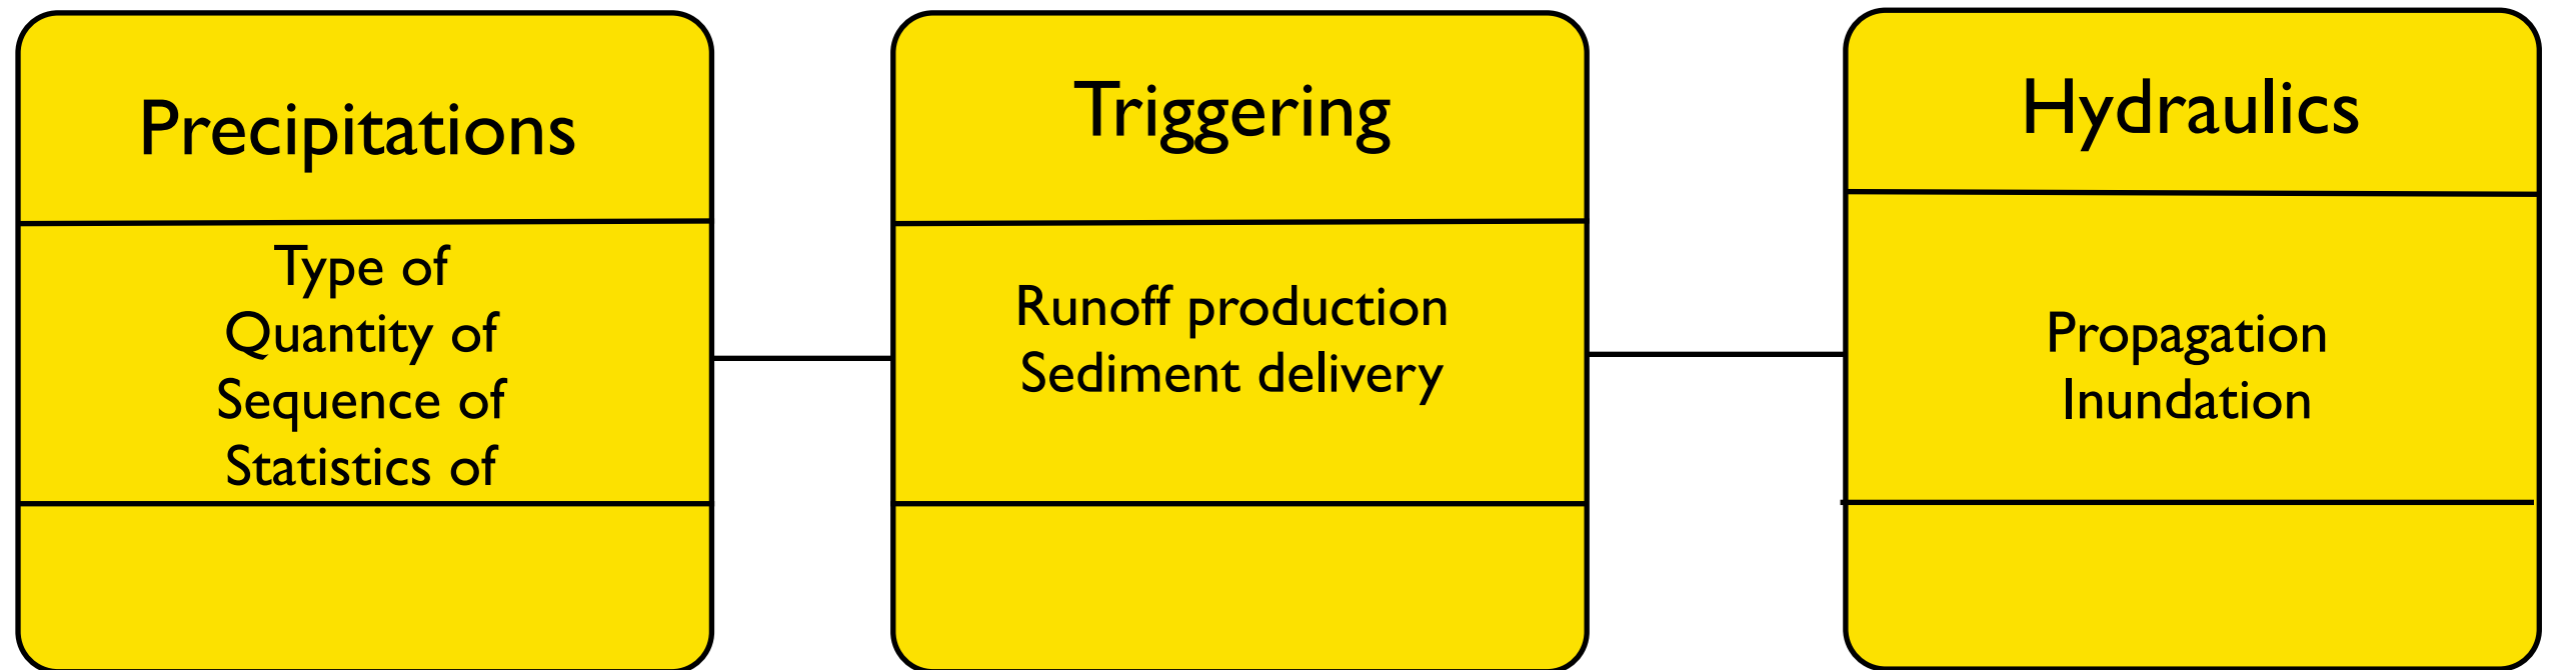 Precipitations
Type of
Quantity of
Sequence of
Statistics of
Triggering
Runoff production
Sediment delivery
Hydraulics
Propagation
Inundation